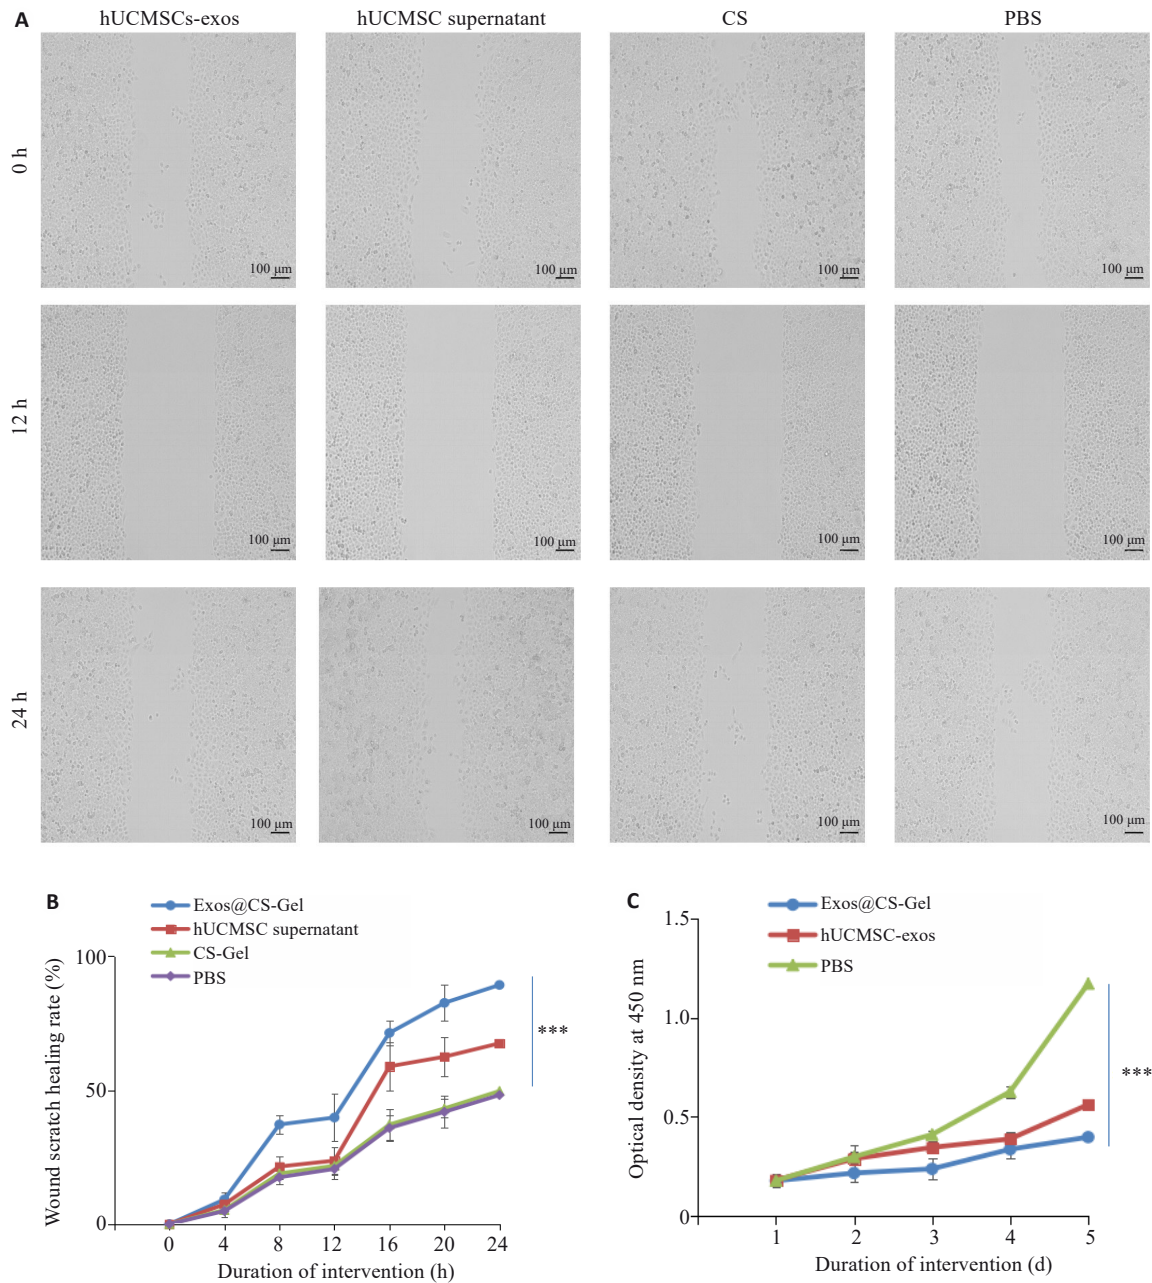 A
hUCMSCs-exos
hUCMSC supernatant
CS
PBS
0 h
100 μm
100 μm
100 μm
100 μm
12 h
100 μm
100 μm
100 μm
100 μm
24 h
100 μm
100 μm
100 μm
100 μm
B
Exos@CS-Gel
hUCMSC supernatant
CS-Gel
PBS
Wound scratch healing rate (%)
100
50
0
***
0 4 8 12 16 20 24
Duration of intervention (h)
C
Exos@CS-Gel
hUCMSC-exos
PBS
Optical density at 450 nm
1.5
1.0
0.5
0
***
1 2 3 4 5
Duration of intervention (d)